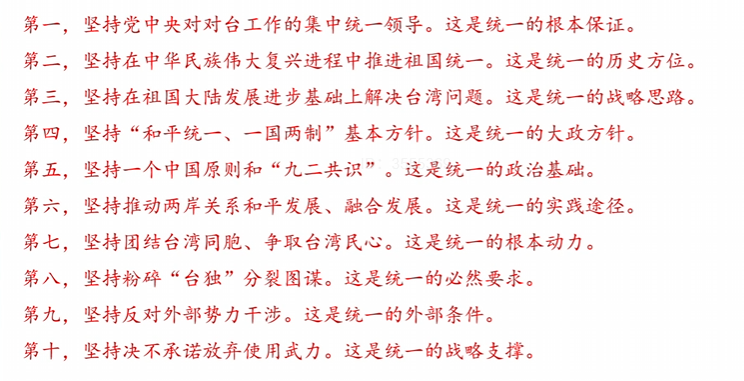 第一，坚持党中央对对台工作的集中统一领导。这是统一的根本保证。
第二，坚持在中华民族伟大复兴进程中推进祖国统一。这是统一的历史方位。
第三，坚持在祖国大陆发展进步基础上解决台湾问题。这是统一的战略思路。
第四，坚持“和平统一、一国两制”基本方针。这是统一的大政方针。
第五，坚持一个中国原则和“九二共识”。这是统一的政治基础。
第六，坚持推动两岸关系和平发展、融合发展。这是统一的实践途径。
第七，坚持团结台湾同胞、争取台湾民心。这是统一的根本动力。
第八，坚持粉碎“台独”分裂图谋。这是统一的必然要求。
第九，坚持反对外部势力干涉。这是统一的外部条件。
第十，坚持决不承诺放弃使用武力。这是统一的战略支撑。